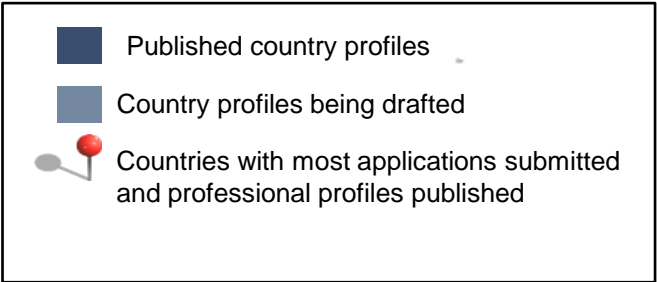 Published country profiles
Country profiles being drafted
Countries with most applications submitted
and professional profiles published